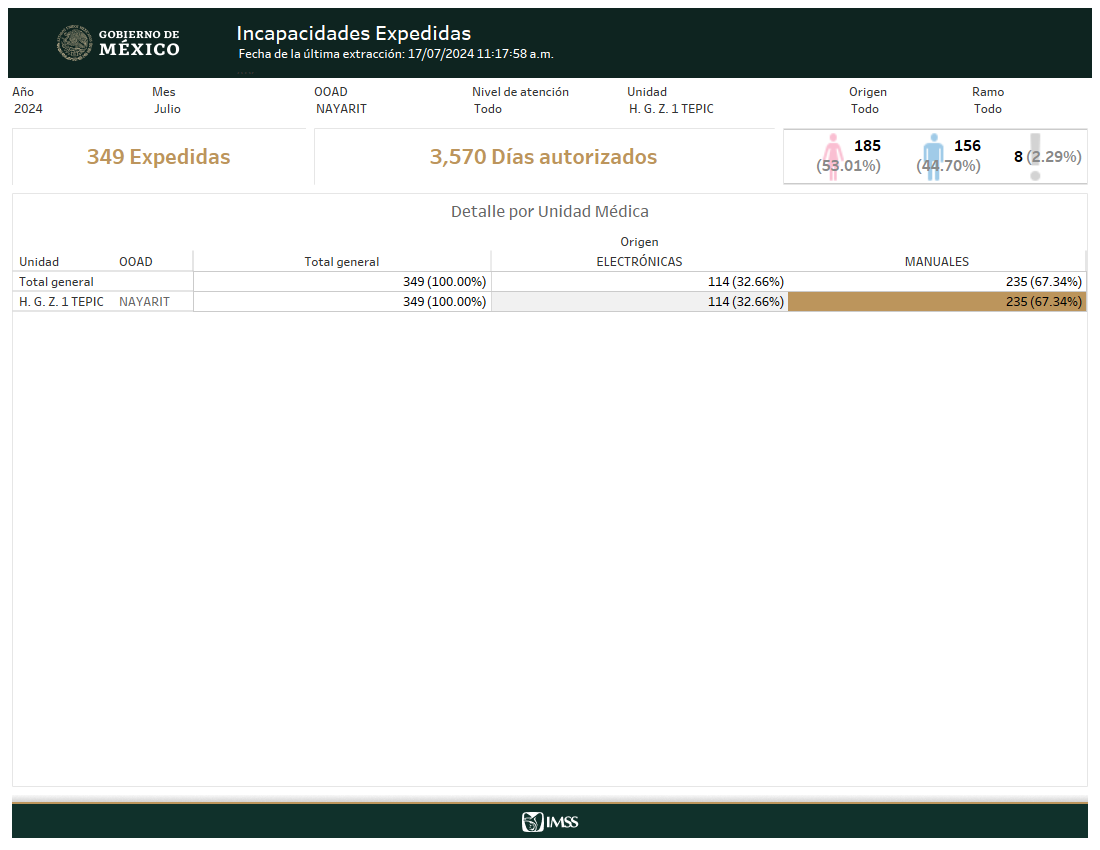 GOBIERNO DE
MÉXICO
Incapacidades Expedidas
Fecha de la última extracción: 17/07/2024 11:17:58 a.m.
Año Mes OOAD Nivel de atención Unidad Origen Ramo
2024 Julio NAYARIT Todo H. G. Z. 1 TEPIC Todo Todo
349 Expedidas
3,570 Días autorizados
185
(53.01%)
156
(44.70%)
8 (2.29%)
Detalle por Unidad Médica
Origen
Unidad OOAD Total general ELECTRÓNICAS MANUALES
Total general 349 (100.00%) 114 (32.66%) 235 (67.34%)
H. G. Z. 1 TEPIC NAYARIT 349 (100.00%) 114 (32.66%) 235 (67.34%)
IMSS